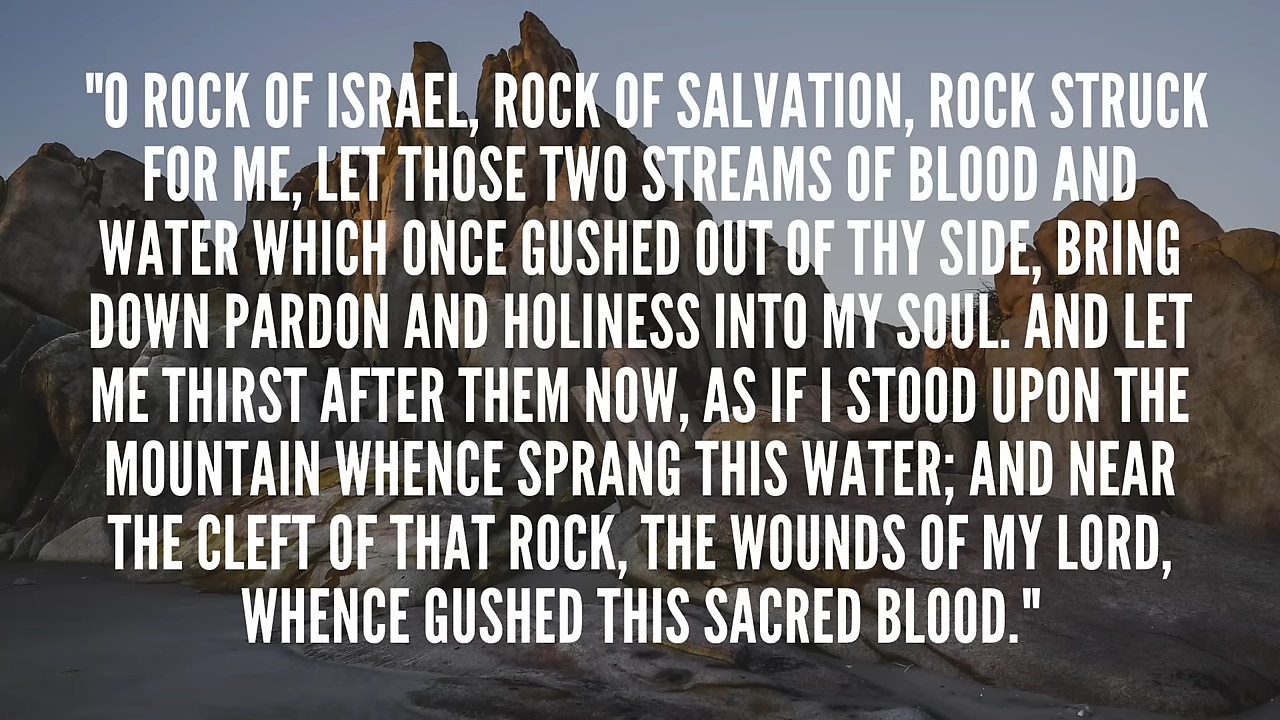 "O ROCK OF ISRAEL, ROCK OF SALVATION, ROCK STRUCK
FOR ME, LET THOSE TWO STREAMS OF BLOOD AND
WATER WHICH ONCE GUSHED OUT OF THY SIDE, BRING
DOWN PARDON AND HOLINESS INTO MY SOUL. AND LET
ME THIRST AFTER THEM NOW, AS IF I STOOD UPON THE
MOUNTAIN WHENCE SPRANG THIS WATER; AND NEAR
THE CLEFT OF THAT ROCK, THE WOUNDS OF MY LORD,
WHENCE GUSHED THIS SACRED BLOOD."